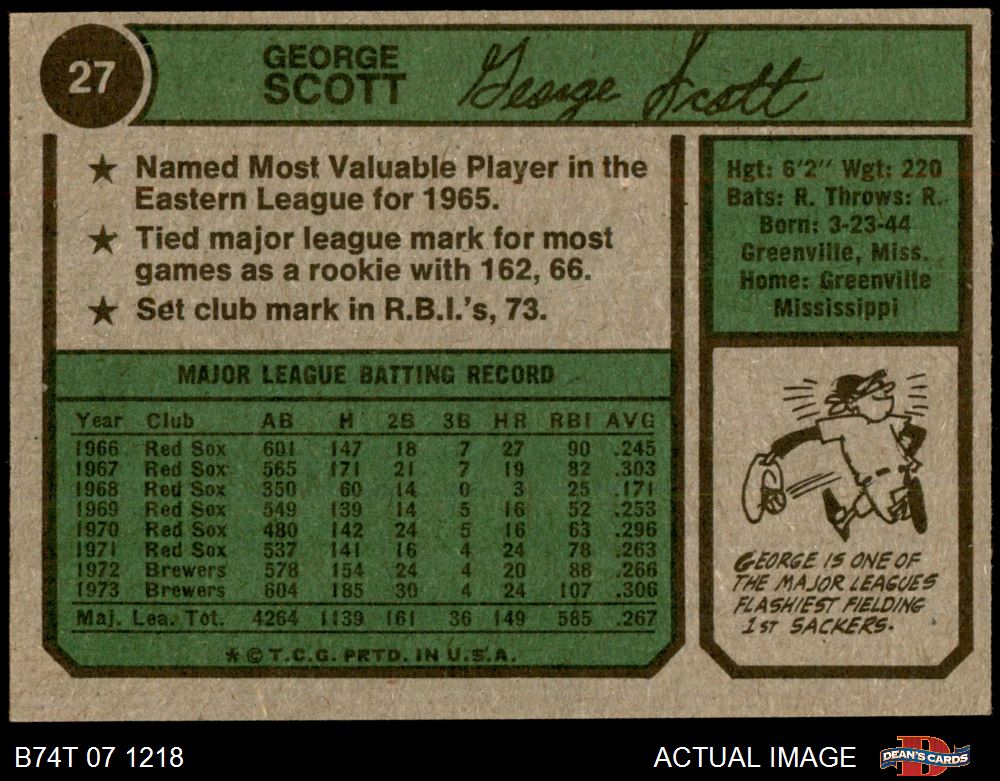 27
GEORGE
SCOTT
George Scott
★ Named Most Valuable Player in the
Eastern League for 1965.
★ Tied major league mark for most
games as a rookie with 162, 66.
★ Set club mark in R.B.I.'s, 73.
Hgt: 6'2" Wgt: 220
Bats: R. Throws: R.
Born: 3-23-44
Greenville, Miss.
Home: Greenville
Mississippi
MAJOR LEAGUE BATTING RECORD
Year Club AB H 2B 3B HR RBI AVG
1966 Red Sox 601 147 18 7 27 90 .245
1967 Red Sox 565 171 21 7 19 82 .303
1968 Red Sox 350 60 14 0 3 25 .171
1969 Red Sox 549 139 14 5 16 52 .253
1970 Red Sox 480 142 24 5 16 63 .296
1971 Red Sox 537 141 16 4 24 78 .263
1972 Brewers 578 154 24 4 20 88 .266
1973 Brewers 604 185 30 4 24 107 .306
Maj. Lea. Tot. 4264 1139 161 36 149 585 .267
* © T.C.G. PRTD. IN U.S.A.
GEORGE IS ONE OF
THE MAJOR LEAGUES
FLASHIEST FIELDING
1ST SACKERS.
B74T 07 1218
ACTUAL IMAGE
D
DEAN'S CARDS